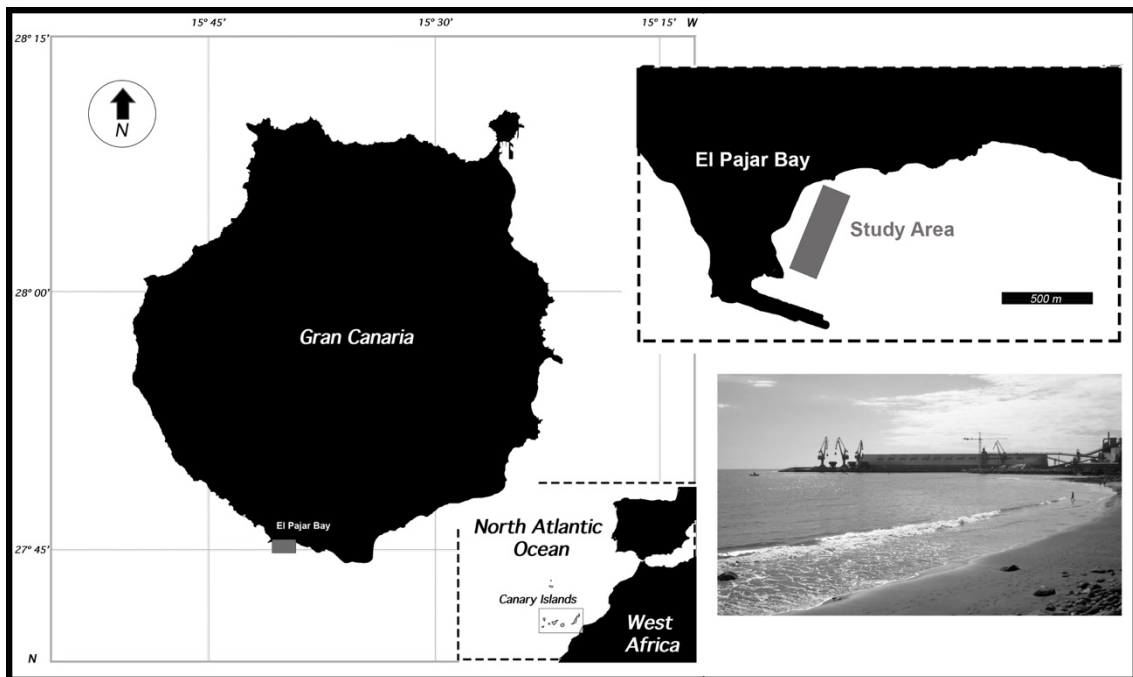 15° 45'
15° 30'
15° 15' W
28° 15'
N
El Pajar Bay
Study Area
500 m
28° 00'
Gran Canaria
El Pajar Bay
27° 45'
North Atlantic
Ocean
Canary Islands
West
Africa
N